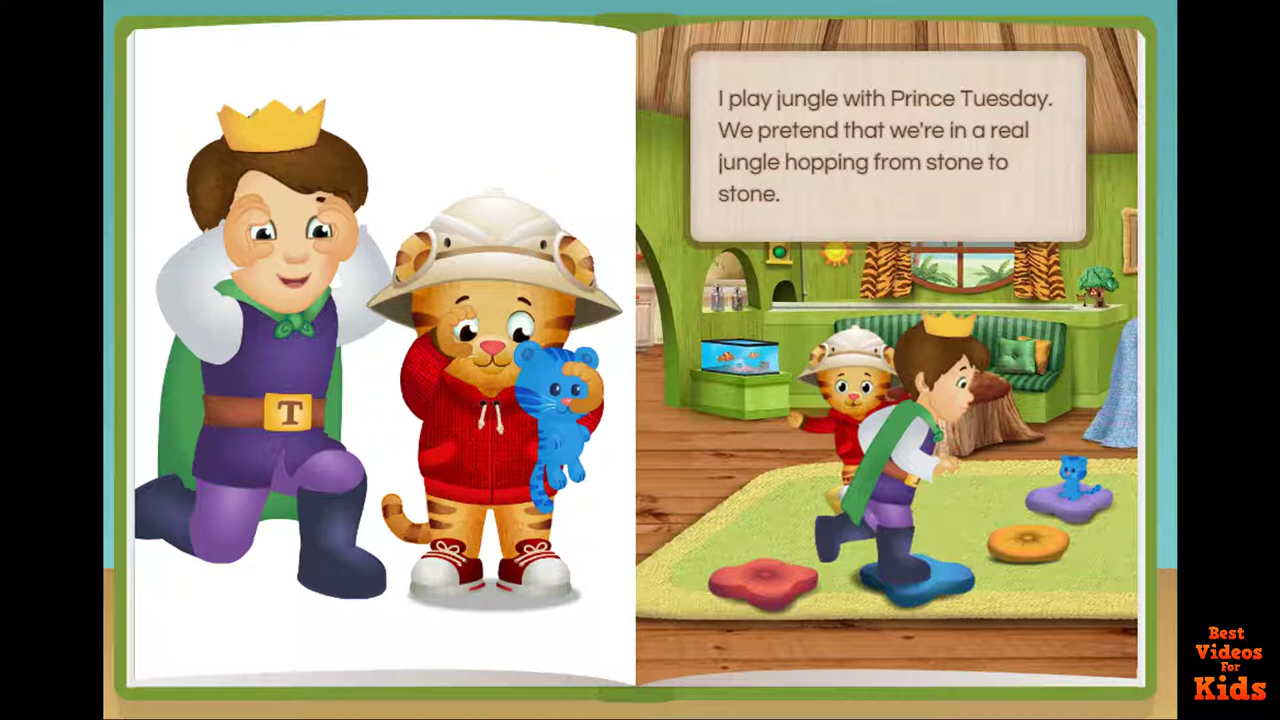 I play jungle with Prince Tuesday.
We pretend that we're in a real
jungle hopping from stone to
stone.
T
Best
Videos
For
Kids